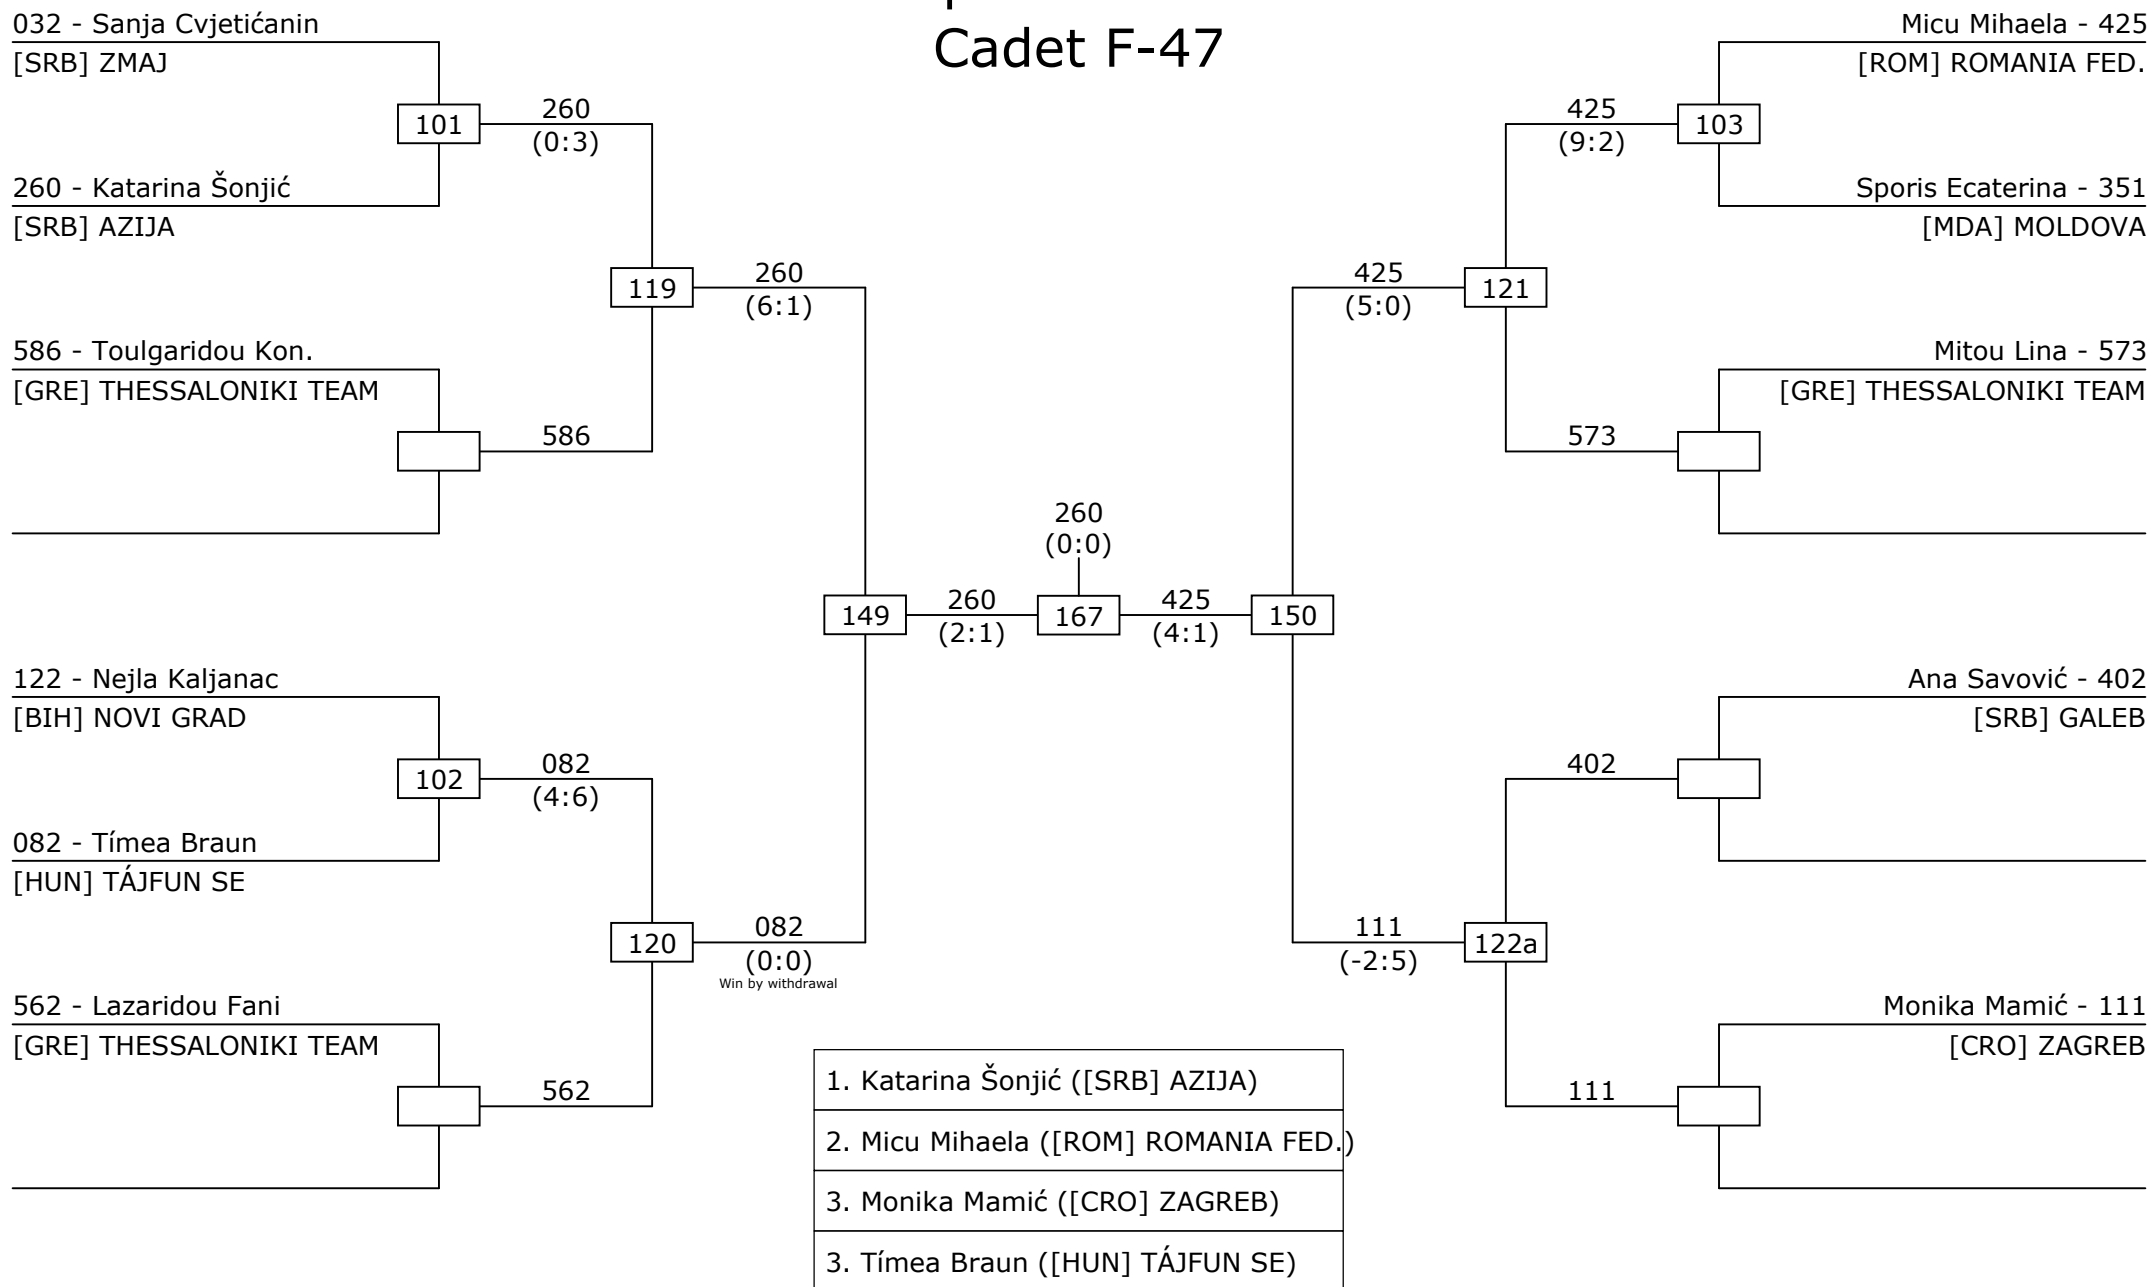 Cadet F-47
032 - Sanja Cvjetićanin
[SRB] ZMAJ
101
260
(0:3)
260 - Katarina Šonjić
[SRB] AZIJA
119
260
(6:1)
586 - Toulgaridou Kon.
[GRE] THESSALONIKI TEAM
586
149
260
(2:1)
122 - Nejla Kaljanac
[BIH] NOVI GRAD
102
082
(4:6)
082 - Tímea Braun
[HUN] TÁJFUN SE
120
082
(0:0)
Win by withdrawal
562 - Lazaridou Fani
[GRE] THESSALONIKI TEAM
562
260
(0:0)
167
Micu Mihaela - 425
[ROM] ROMANIA FED.
425
(9:2)
103
Sporis Ecaterina - 351
[MDA] MOLDOVA
425
(5:0)
121
Mitou Lina - 573
[GRE] THESSALONIKI TEAM
573
425
(4:1)
150
Ana Savović - 402
[SRB] GALEB
402
111
(-2:5)
122a
Monika Mamić - 111
[CRO] ZAGREB
111
1. Katarina Šonjić ([SRB] AZIJA)
2. Micu Mihaela ([ROM] ROMANIA FED.)
3. Monika Mamić ([CRO] ZAGREB)
3. Tímea Braun ([HUN] TÁJFUN SE)